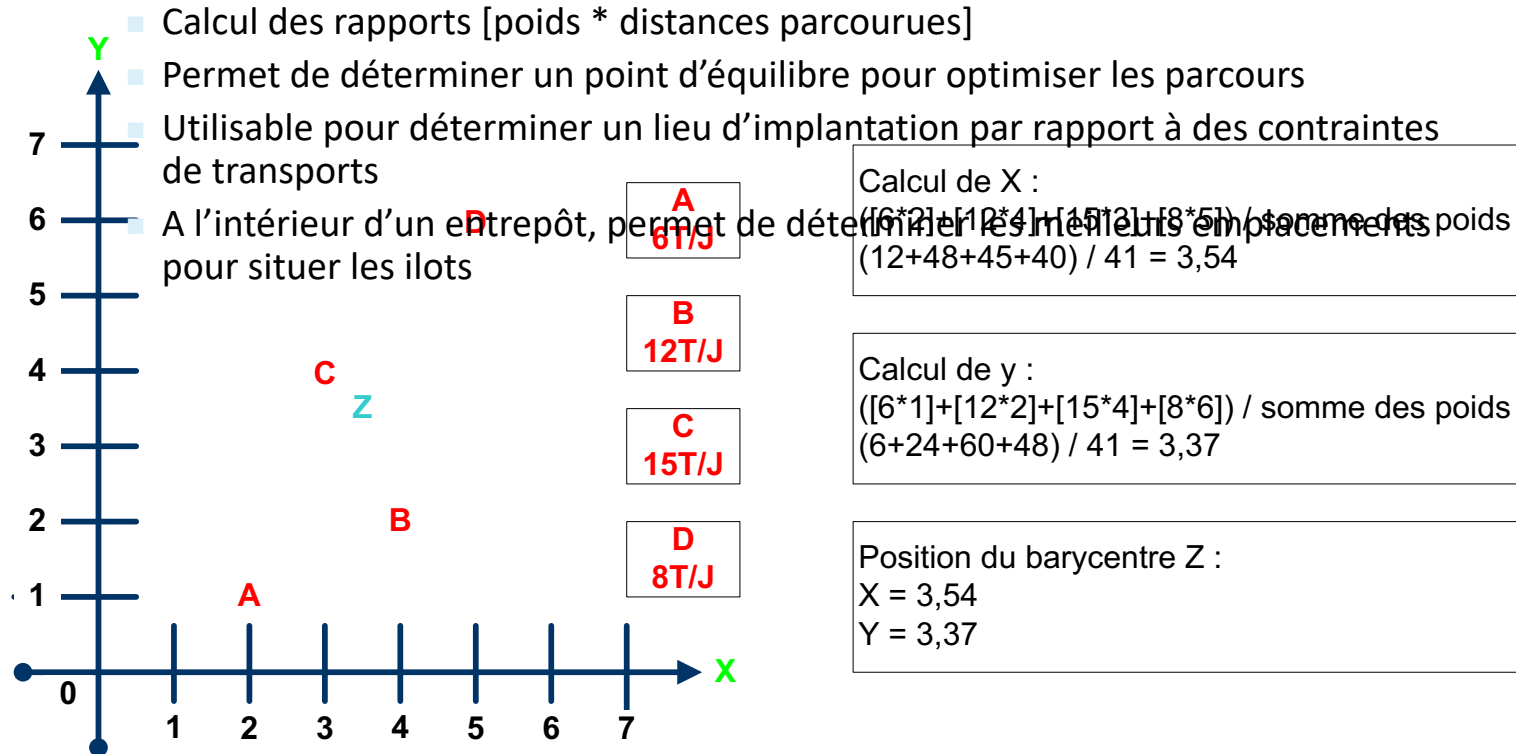 Calcul des rapports [poids * distances parcourues]
Permet de déterminer un point d’équilibre pour optimiser les parcours
Utilisable pour déterminer un lieu d’implantation par rapport à des contraintes
de transports
A l’intérieur d’un entrepôt, permet de déterminer les meilleurs emplacements
pour situer les ilots
Y
7
6
5
4
3
2
1
0
1 2 3 4 5 6 7
X
D
C
Z
B
A
A
6T/J
B
12T/J
C
15T/J
D
8T/J
Calcul de X :
([6*2]+[12*4]+[15*3]+[8*5]) / somme des poids
(12+48+45+40) / 41 = 3,54
Calcul de y :
([6*1]+[12*2]+[15*4]+[8*6]) / somme des poids
(6+24+60+48) / 41 = 3,37
Position du barycentre Z :
X = 3,54
Y = 3,37